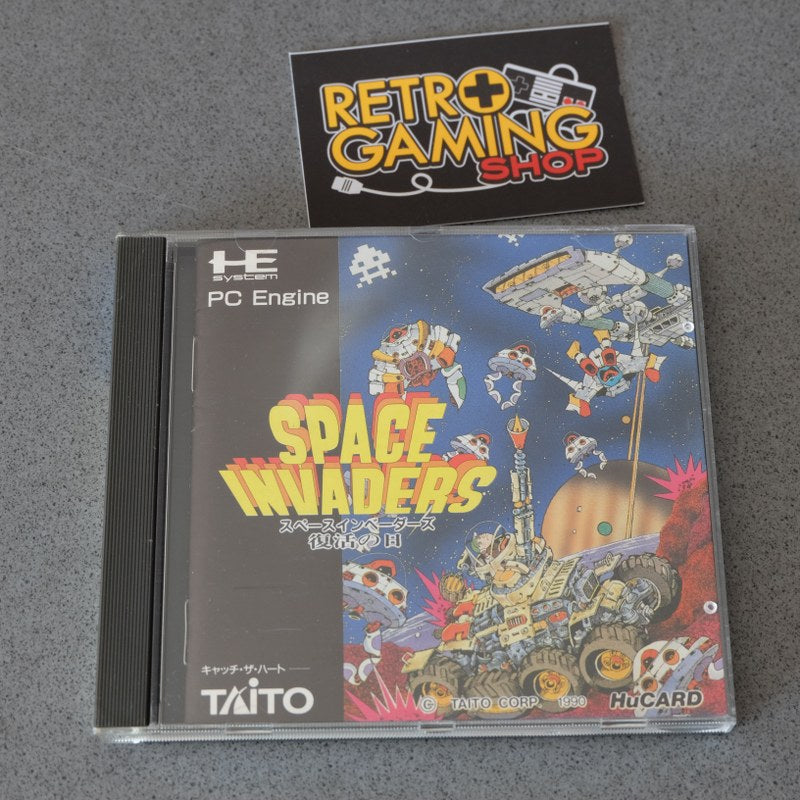 RETRO
GAMING
SHOP
HE
system
PC Engine
SPACE
INVADERS
スペースインベーダーズ
復活の日
キャッチ・ザ・ハート
TAITO
© TAITO CORP. 1990
HuCARD